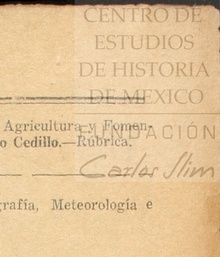 CENTRO DE
ESTUDIOS
DE HISTORIA
DE MEXICO
Agricultura y Fomen-
o Cedillo.—Rúbrica.
FUNDACIÓN
Carlos Slim
grafía, Meteorología e